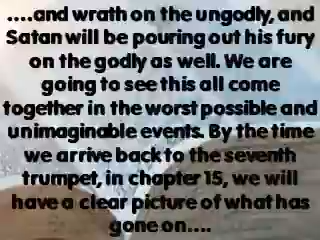 ....and wrath on the ungodly, and
Satan will be pouring out his fury
on the godly as well. We are
going to see this all come
together in the worst possible and
unimaginable events. By the time
we arrive back to the seventh
trumpet, in chapter 15, we will
have a clear picture of what has
gone on....